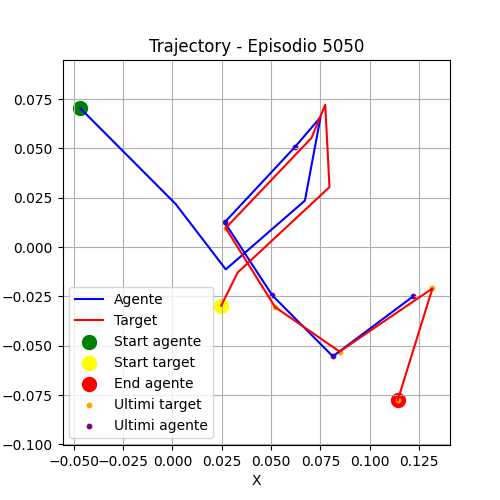 Trajectory - Episodio 5050
0.075
0.050
0.025
0.000
−0.025
−0.050
−0.075
−0.100
Agente
Target
Start agente
Start target
End agente
Ultimi target
Ultimi agente
−0.050 −0.025 0.000 0.025 0.050 0.075 0.100 0.125
X